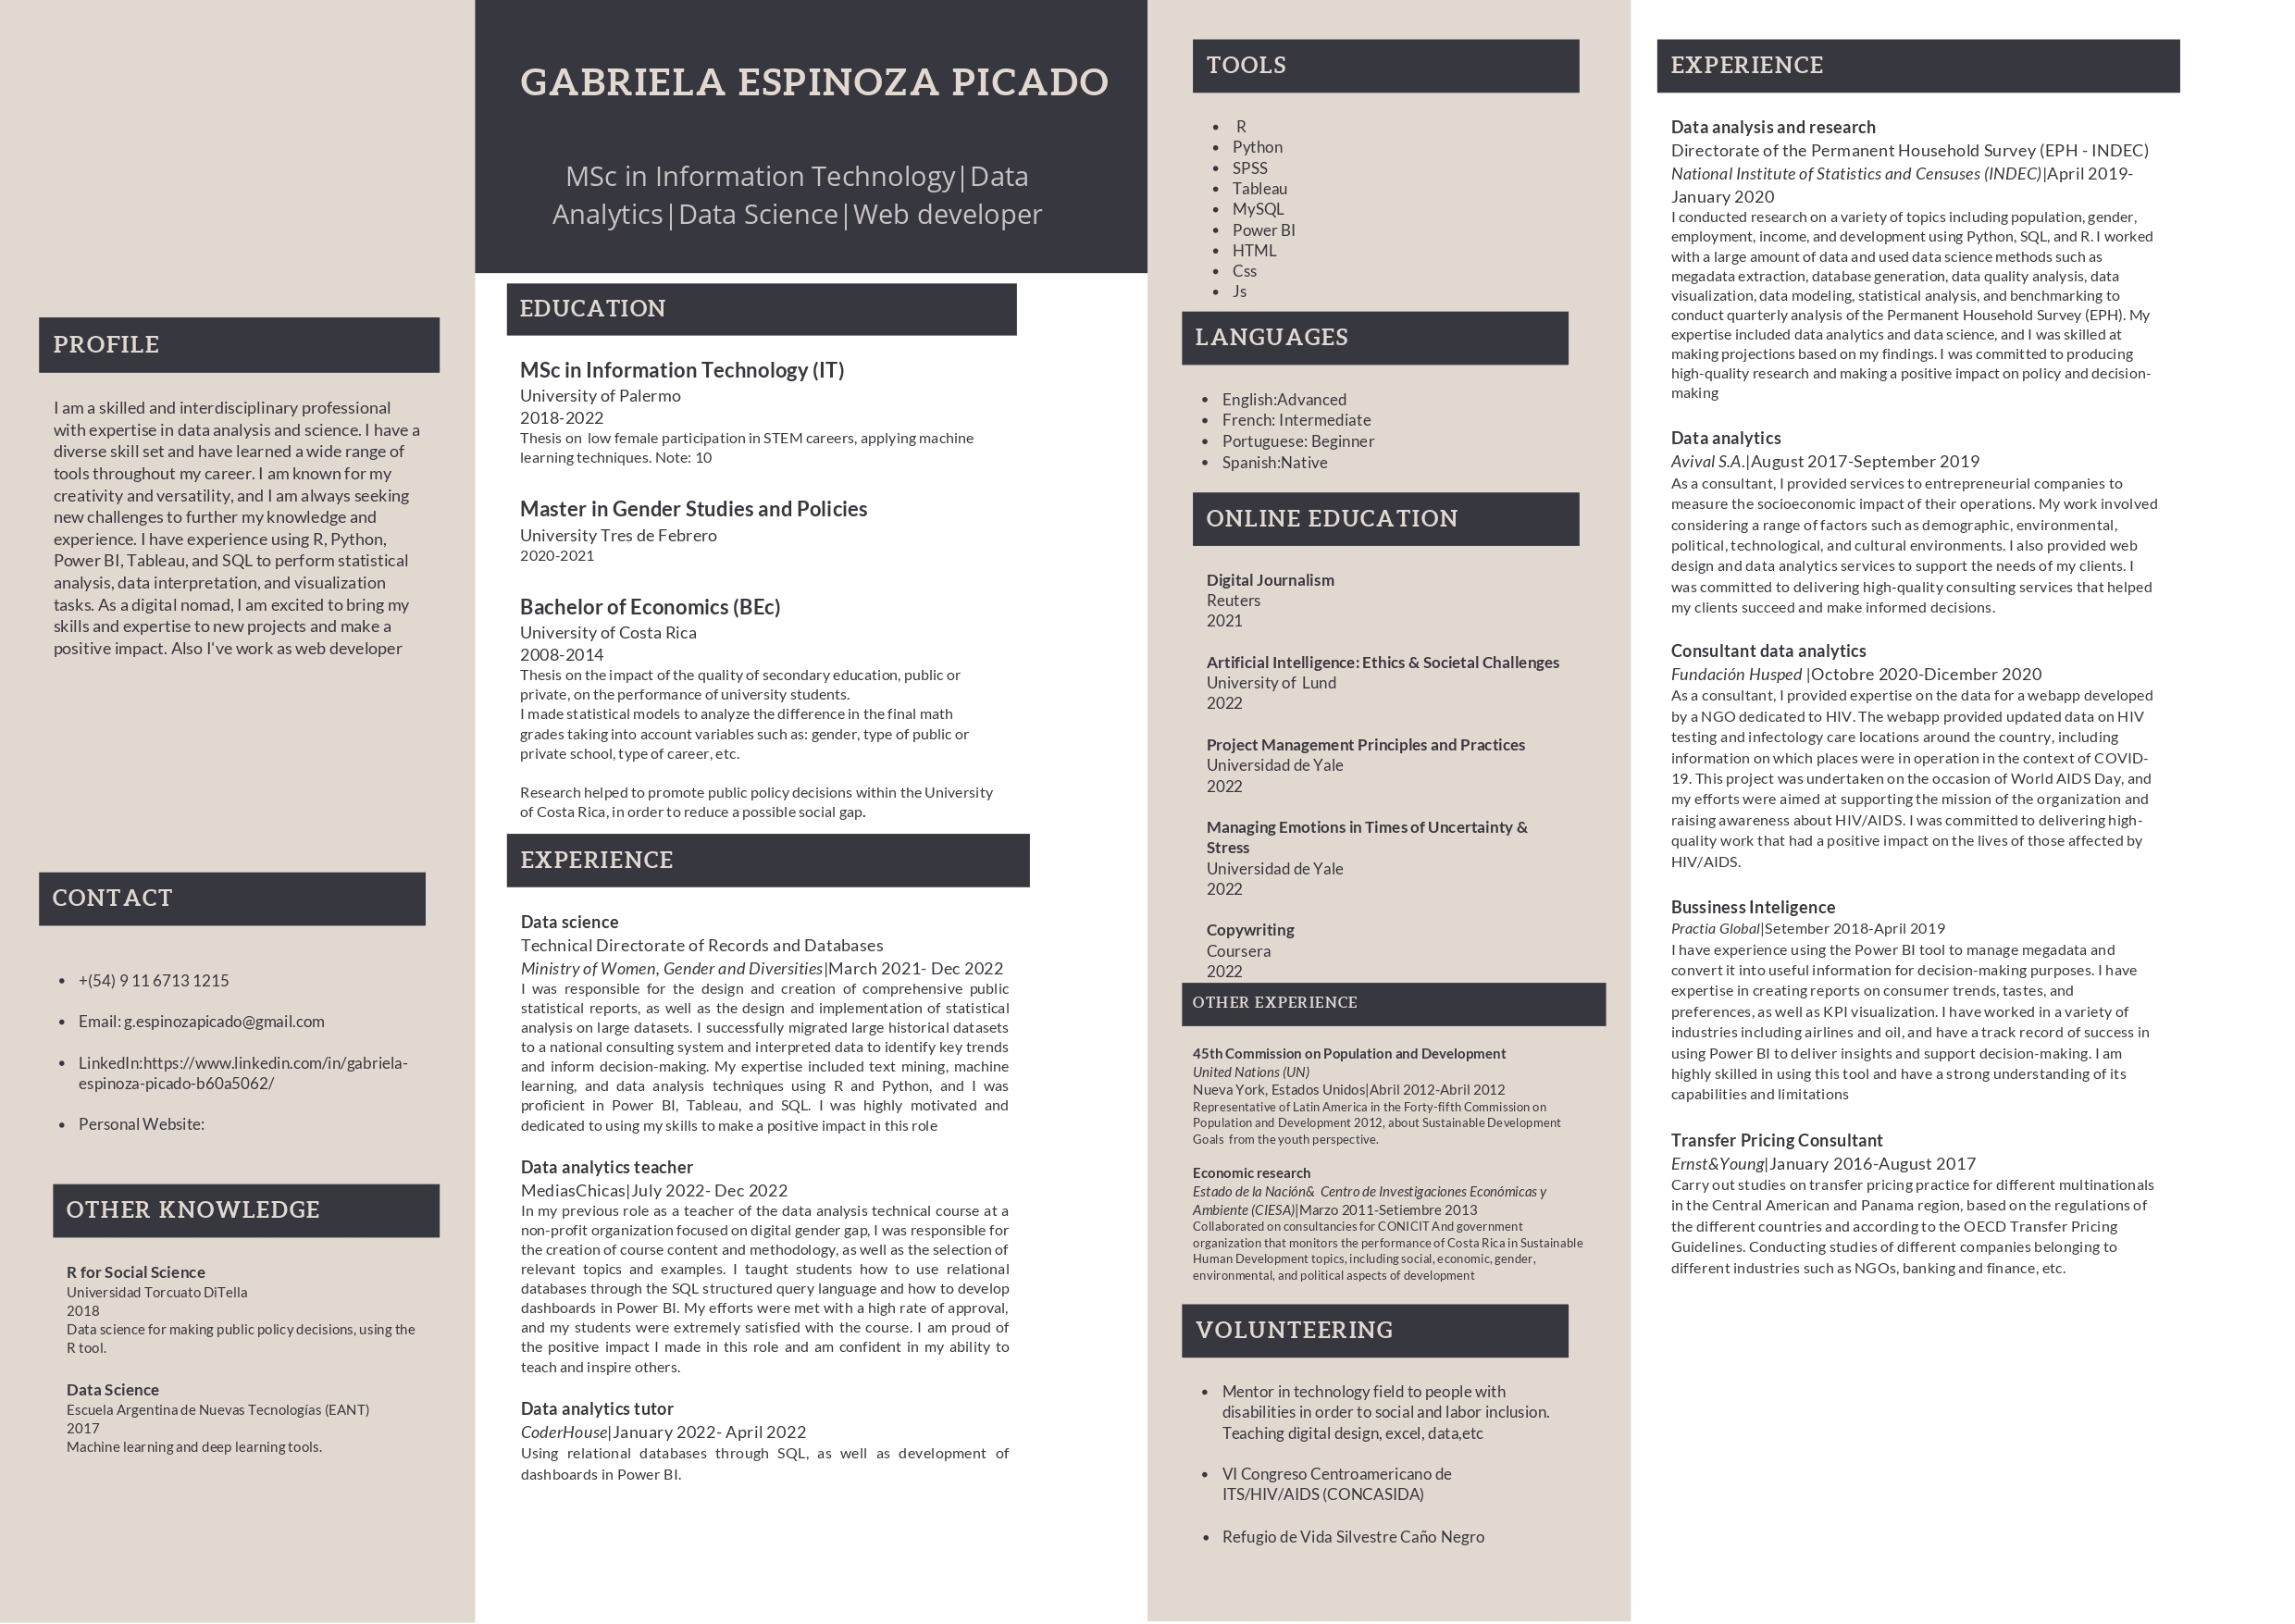 GABRIELA ESPINOZA PICADO
MSc in Information Technology|Data
Analytics|Data Science|Web developer
PROFILE
I am a skilled and interdisciplinary professional
with expertise in data analysis and science. I have a
diverse skill set and have learned a wide range of
tools throughout my career. I am known for my
creativity and versatility, and I am always seeking
new challenges to further my knowledge and
experience. I have experience using R, Python,
Power BI, Tableau, and SQL to perform statistical
analysis, data interpretation, and visualization
tasks. As a digital nomad, I am excited to bring my
skills and expertise to new projects and make a
positive impact. Also I've work as web developer
CONTACT
• +(54) 9 11 6713 1215
• Email: g.espinozapicado@gmail.com
• LinkedIn:https://www.linkedin.com/in/gabriela-
espinoza-picado-b60a5062/
• Personal Website:
OTHER KNOWLEDGE
R for Social Science
Universidad Torcuato DiTella
2018
Data science for making public policy decisions, using the
R tool.
Data Science
Escuela Argentina de Nuevas Tecnologías (EANT)
2017
Machine learning and deep learning tools.
EDUCATION
MSc in Information Technology (IT)
University of Palermo
2018-2022
Thesis on low female participation in STEM careers, applying machine
learning techniques. Note: 10
Master in Gender Studies and Policies
University Tres de Febrero
2020-2021
Bachelor of Economics (BEc)
University of Costa Rica
2008-2014
Thesis on the impact of the quality of secondary education, public or
private, on the performance of university students.
I made statistical models to analyze the difference in the final math
grades taking into account variables such as: gender, type of public or
private school, type of career, etc.
Research helped to promote public policy decisions within the University
of Costa Rica, in order to reduce a possible social gap.
EXPERIENCE
Data science
Technical Directorate of Records and Databases
Ministry of Women, Gender and Diversities|March 2021- Dec 2022
I was responsible for the design and creation of comprehensive public
statistical reports, as well as the design and implementation of statistical
analysis on large datasets. I successfully migrated large historical datasets
to a national consulting system and interpreted data to identify key trends
and inform decision-making. My expertise included text mining, machine
learning, and data analysis techniques using R and Python, and I was
proficient in Power BI, Tableau, and SQL. I was highly motivated and
dedicated to using my skills to make a positive impact in this role
Data analytics teacher
MediasChicas|July 2022- Dec 2022
In my previous role as a teacher of the data analysis technical course at a
non-profit organization focused on digital gender gap, I was responsible for
the creation of course content and methodology, as well as the selection of
relevant topics and examples. I taught students how to use relational
databases through the SQL structured query language and how to develop
dashboards in Power BI. My efforts were met with a high rate of approval,
and my students were extremely satisfied with the course. I am proud of
the positive impact I made in this role and am confident in my ability to
teach and inspire others.
Data analytics tutor
CoderHouse|January 2022- April 2022
Using relational databases through SQL, as well as development of
dashboards in Power BI.
TOOLS
• R
• Python
• SPSS
• Tableau
• MySQL
• Power BI
• HTML
• Css
• Js
LANGUAGES
• English:Advanced
• French: Intermediate
• Portuguese: Beginner
• Spanish:Native
ONLINE EDUCATION
Digital Journalism
Reuters
2021
Artificial Intelligence: Ethics & Societal Challenges
University of Lund
2022
Project Management Principles and Practices
Universidad de Yale
2022
Managing Emotions in Times of Uncertainty &
Stress
Universidad de Yale
2022
Copywriting
Coursera
2022
OTHER EXPERIENCE
45th Commission on Population and Development
United Nations (UN)
Nueva York, Estados Unidos|Abril 2012-Abril 2012
Representative of Latin America in the Forty-fifth Commission on
Population and Development 2012, about Sustainable Development
Goals from the youth perspective.
Economic research
Estado de la Nación& Centro de Investigaciones Económicas y
Ambiente (CIESA)|Marzo 2011-Setiembre 2013
Collaborated on consultancies for CONICIT And government
organization that monitors the performance of Costa Rica in Sustainable
Human Development topics, including social, economic, gender,
environmental, and political aspects of development
VOLUNTEERING
• Mentor in technology field to people with
disabilities in order to social and labor inclusion.
Teaching digital design, excel, data,etc
• VI Congreso Centroamericano de
ITS/HIV/AIDS (CONCASIDA)
• Refugio de Vida Silvestre Caño Negro
EXPERIENCE
Data analysis and research
Directorate of the Permanent Household Survey (EPH - INDEC)
National Institute of Statistics and Censuses (INDEC)|April 2019-
January 2020
I conducted research on a variety of topics including population, gender,
employment, income, and development using Python, SQL, and R. I worked
with a large amount of data and used data science methods such as
megadata extraction, database generation, data quality analysis, data
visualization, data modeling, statistical analysis, and benchmarking to
conduct quarterly analysis of the Permanent Household Survey (EPH). My
expertise included data analytics and data science, and I was skilled at
making projections based on my findings. I was committed to producing
high-quality research and making a positive impact on policy and decision-
making
Data analytics
Avival S.A.|August 2017-September 2019
As a consultant, I provided services to entrepreneurial companies to
measure the socioeconomic impact of their operations. My work involved
considering a range of factors such as demographic, environmental,
political, technological, and cultural environments. I also provided web
design and data analytics services to support the needs of my clients. I
was committed to delivering high-quality consulting services that helped
my clients succeed and make informed decisions.
Consultant data analytics
Fundación Husped |Octobre 2020-Dicember 2020
As a consultant, I provided expertise on the data for a webapp developed
by a NGO dedicated to HIV. The webapp provided updated data on HIV
testing and infectology care locations around the country, including
information on which places were in operation in the context of COVID-
19. This project was undertaken on the occasion of World AIDS Day, and
my efforts were aimed at supporting the mission of the organization and
raising awareness about HIV/AIDS. I was committed to delivering high-
quality work that had a positive impact on the lives of those affected by
HIV/AIDS.
Bussiness Inteligence
Practia Global|Setember 2018-April 2019
I have experience using the Power BI tool to manage megadata and
convert it into useful information for decision-making purposes. I have
expertise in creating reports on consumer trends, tastes, and
preferences, as well as KPI visualization. I have worked in a variety of
industries including airlines and oil, and have a track record of success in
using Power BI to deliver insights and support decision-making. I am
highly skilled in using this tool and have a strong understanding of its
capabilities and limitations
Transfer Pricing Consultant
Ernst&Young|January 2016-August 2017
Carry out studies on transfer pricing practice for different multinationals
in the Central American and Panama region, based on the regulations of
the different countries and according to the OECD Transfer Pricing
Guidelines. Conducting studies of different companies belonging to
different industries such as NGOs, banking and finance, etc.